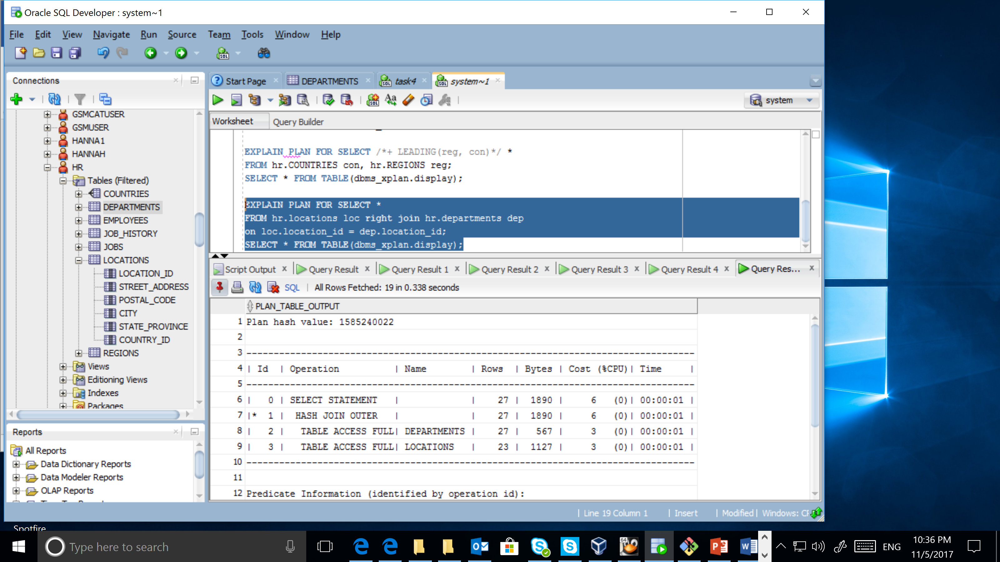 Oracle SQL Developer : system~1
File Edit View Navigate Run Source Team Tools Window Help
Connections
GSMCATUSER
GSMUSER
HANNA1
HANNAH
HR
Tables (Filtered)
COUNTRIES
DEPARTMENTS
EMPLOYEES
JOB_HISTORY
JOBS
LOCATIONS
LOCATION_ID
STREET_ADDRESS
POSTAL_CODE
CITY
STATE_PROVINCE
COUNTRY_ID
REGIONS
Views
Editioning Views
Indexes
Packages
Reports
All Reports
Data Dictionary Reports
Data Modeler Reports
OLAP Reports
Start Page DEPARTMENTS task4 system~1
system
Worksheet Query Builder
EXPLAIN PLAN FOR SELECT /*+ LEADING(reg, con)*/ *
FROM hr.COUNTRIES con, hr.REGIONS reg;
SELECT * FROM TABLE(dbms_xplan.display);
EXPLAIN PLAN FOR SELECT *
FROM hr.locations loc right join hr.departments dep
on loc.location_id = dep.location_id;
SELECT * FROM TABLE(dbms_xplan.display);
Script Output x Query Result x Query Result 1 x Query Result 2 x Query Result 3 x Query Result 4 x Query Res... x
SQL | All Rows Fetched: 19 in 0.338 seconds
PLAN_TABLE_OUTPUT
1 Plan hash value: 1585240022
2
3 ----------------------------------------------------------------------------------
4 | Id | Operation | Name | Rows | Bytes | Cost (%CPU)| Time |
5 ----------------------------------------------------------------------------------
6 | 0 | SELECT STATEMENT | | 27 | 1890 | 6 (0)| 00:00:01 |
7 |* 1 | HASH JOIN OUTER | | 27 | 1890 | 6 (0)| 00:00:01 |
8 | 2 | TABLE ACCESS FULL| DEPARTMENTS | 27 | 567 | 3 (0)| 00:00:01 |
9 | 3 | TABLE ACCESS FULL| LOCATIONS | 23 | 1127 | 3 (0)| 00:00:01 |
10 ----------------------------------------------------------------------------------
11
12 Predicate Information (identified by operation id):
| Line 19 Column 1 | Insert | Modified | Windows: CR
Spotfire
Type here to search
64
ENG
10:36 PM
11/5/2017